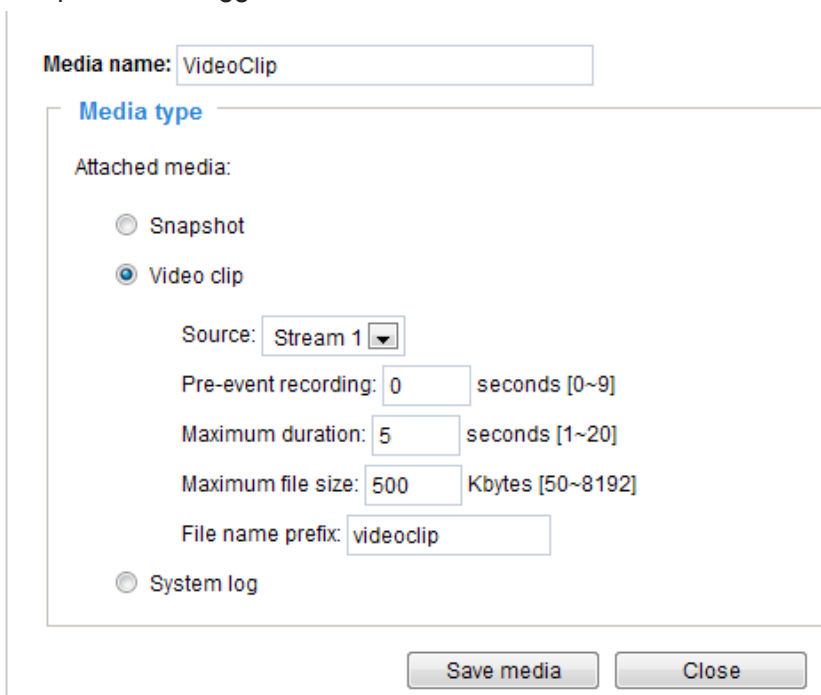 Media name: VideoClip
Media type
Attached media:
Snapshot
Video clip
Source: Stream 1
Pre-event recording: 0 seconds [0~9]
Maximum duration: 5 seconds [1~20]
Maximum file size: 500 Kbytes [50~8192]
File name prefix: videoclip
System log
Save media Close